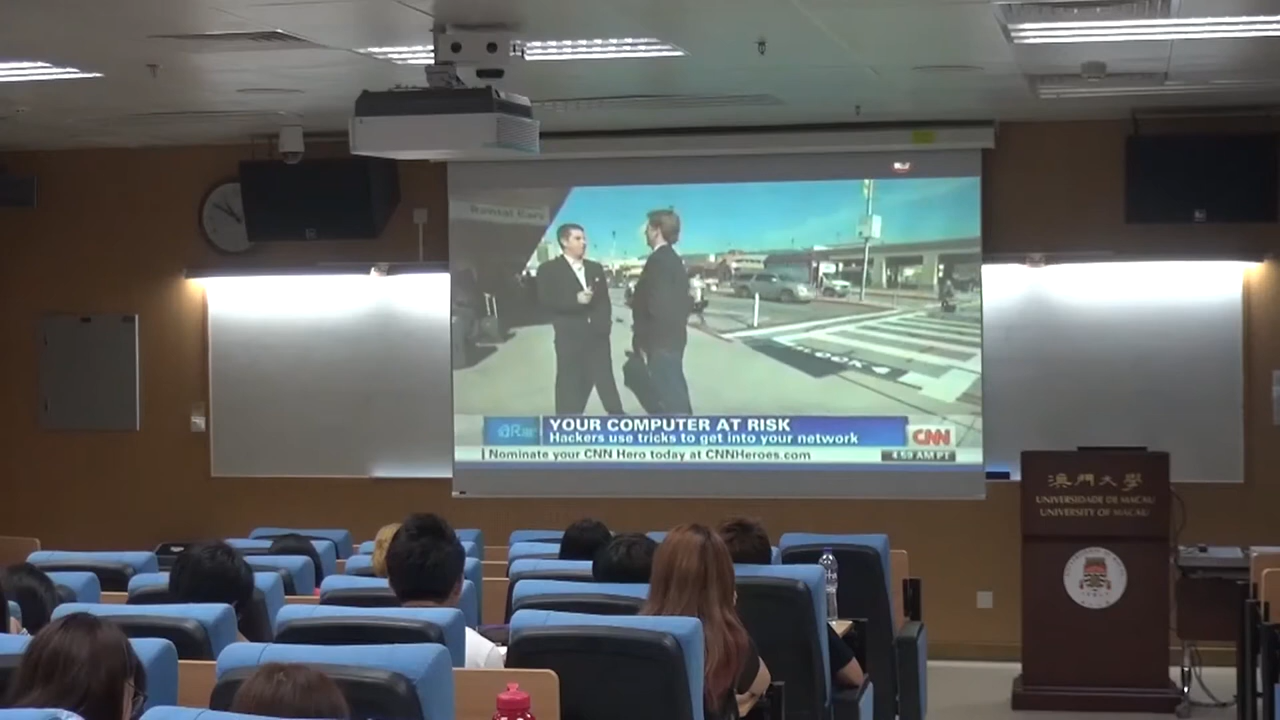 Rental Cars
YOUR COMPUTER AT RISK
Hackers use tricks to get into your network
CNN
Nominate your CNN Hero today at CNNHeroes.com
4:59 AM PT
澳門大學
UNIVERSIDADE DE MACAU
UNIVERSITY OF MACAU